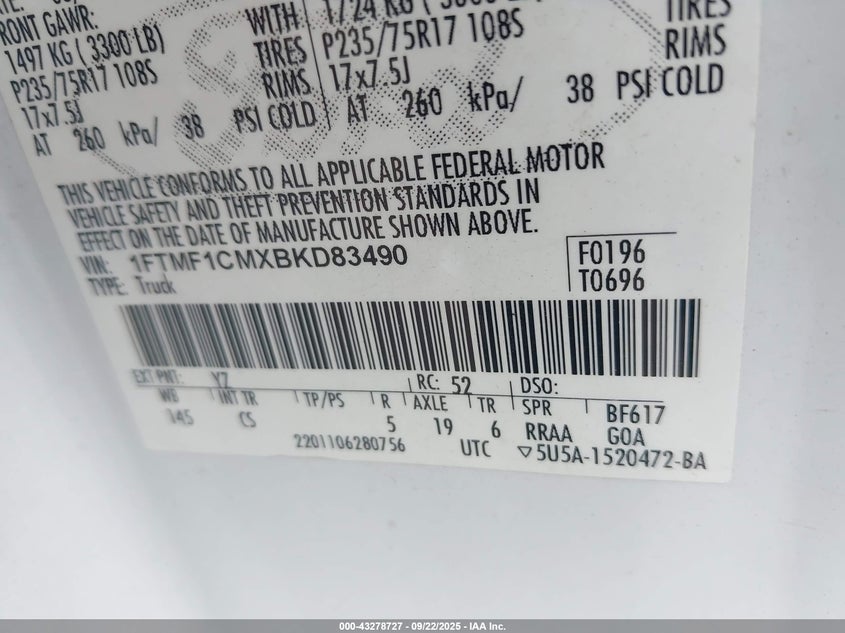 FRONT GAWR:
1497 KG ( 3300 LB) WITH 1724 KG
P235/75R17 108S TIRES P235/75R17 108S TIRES
17x7.5J RIMS 17x7.5J RIMS
AT 260 kPa/ 38 PSI COLD AT 260 kPa/ 38 PSI COLD
THIS VEHICLE CONFORMS TO ALL APPLICABLE FEDERAL MOTOR
VEHICLE SAFETY AND THEFT PREVENTION STANDARDS IN
EFFECT ON THE DATE OF MANUFACTURE SHOWN ABOVE.
VIN: 1FTMF1CMXBKD83490 F0196
TYPE: Truck T0696
EXT PNT: YZ RC: 52 DSO:
WB INT TR TP/PS R AXLE TR SPR BF617
145 CS 5 19 6 RRAA GOA
2201106280756 UTC ▽5U5A-1520472-BA
000-43278727 - 09/22/2025 - IAA Inc.